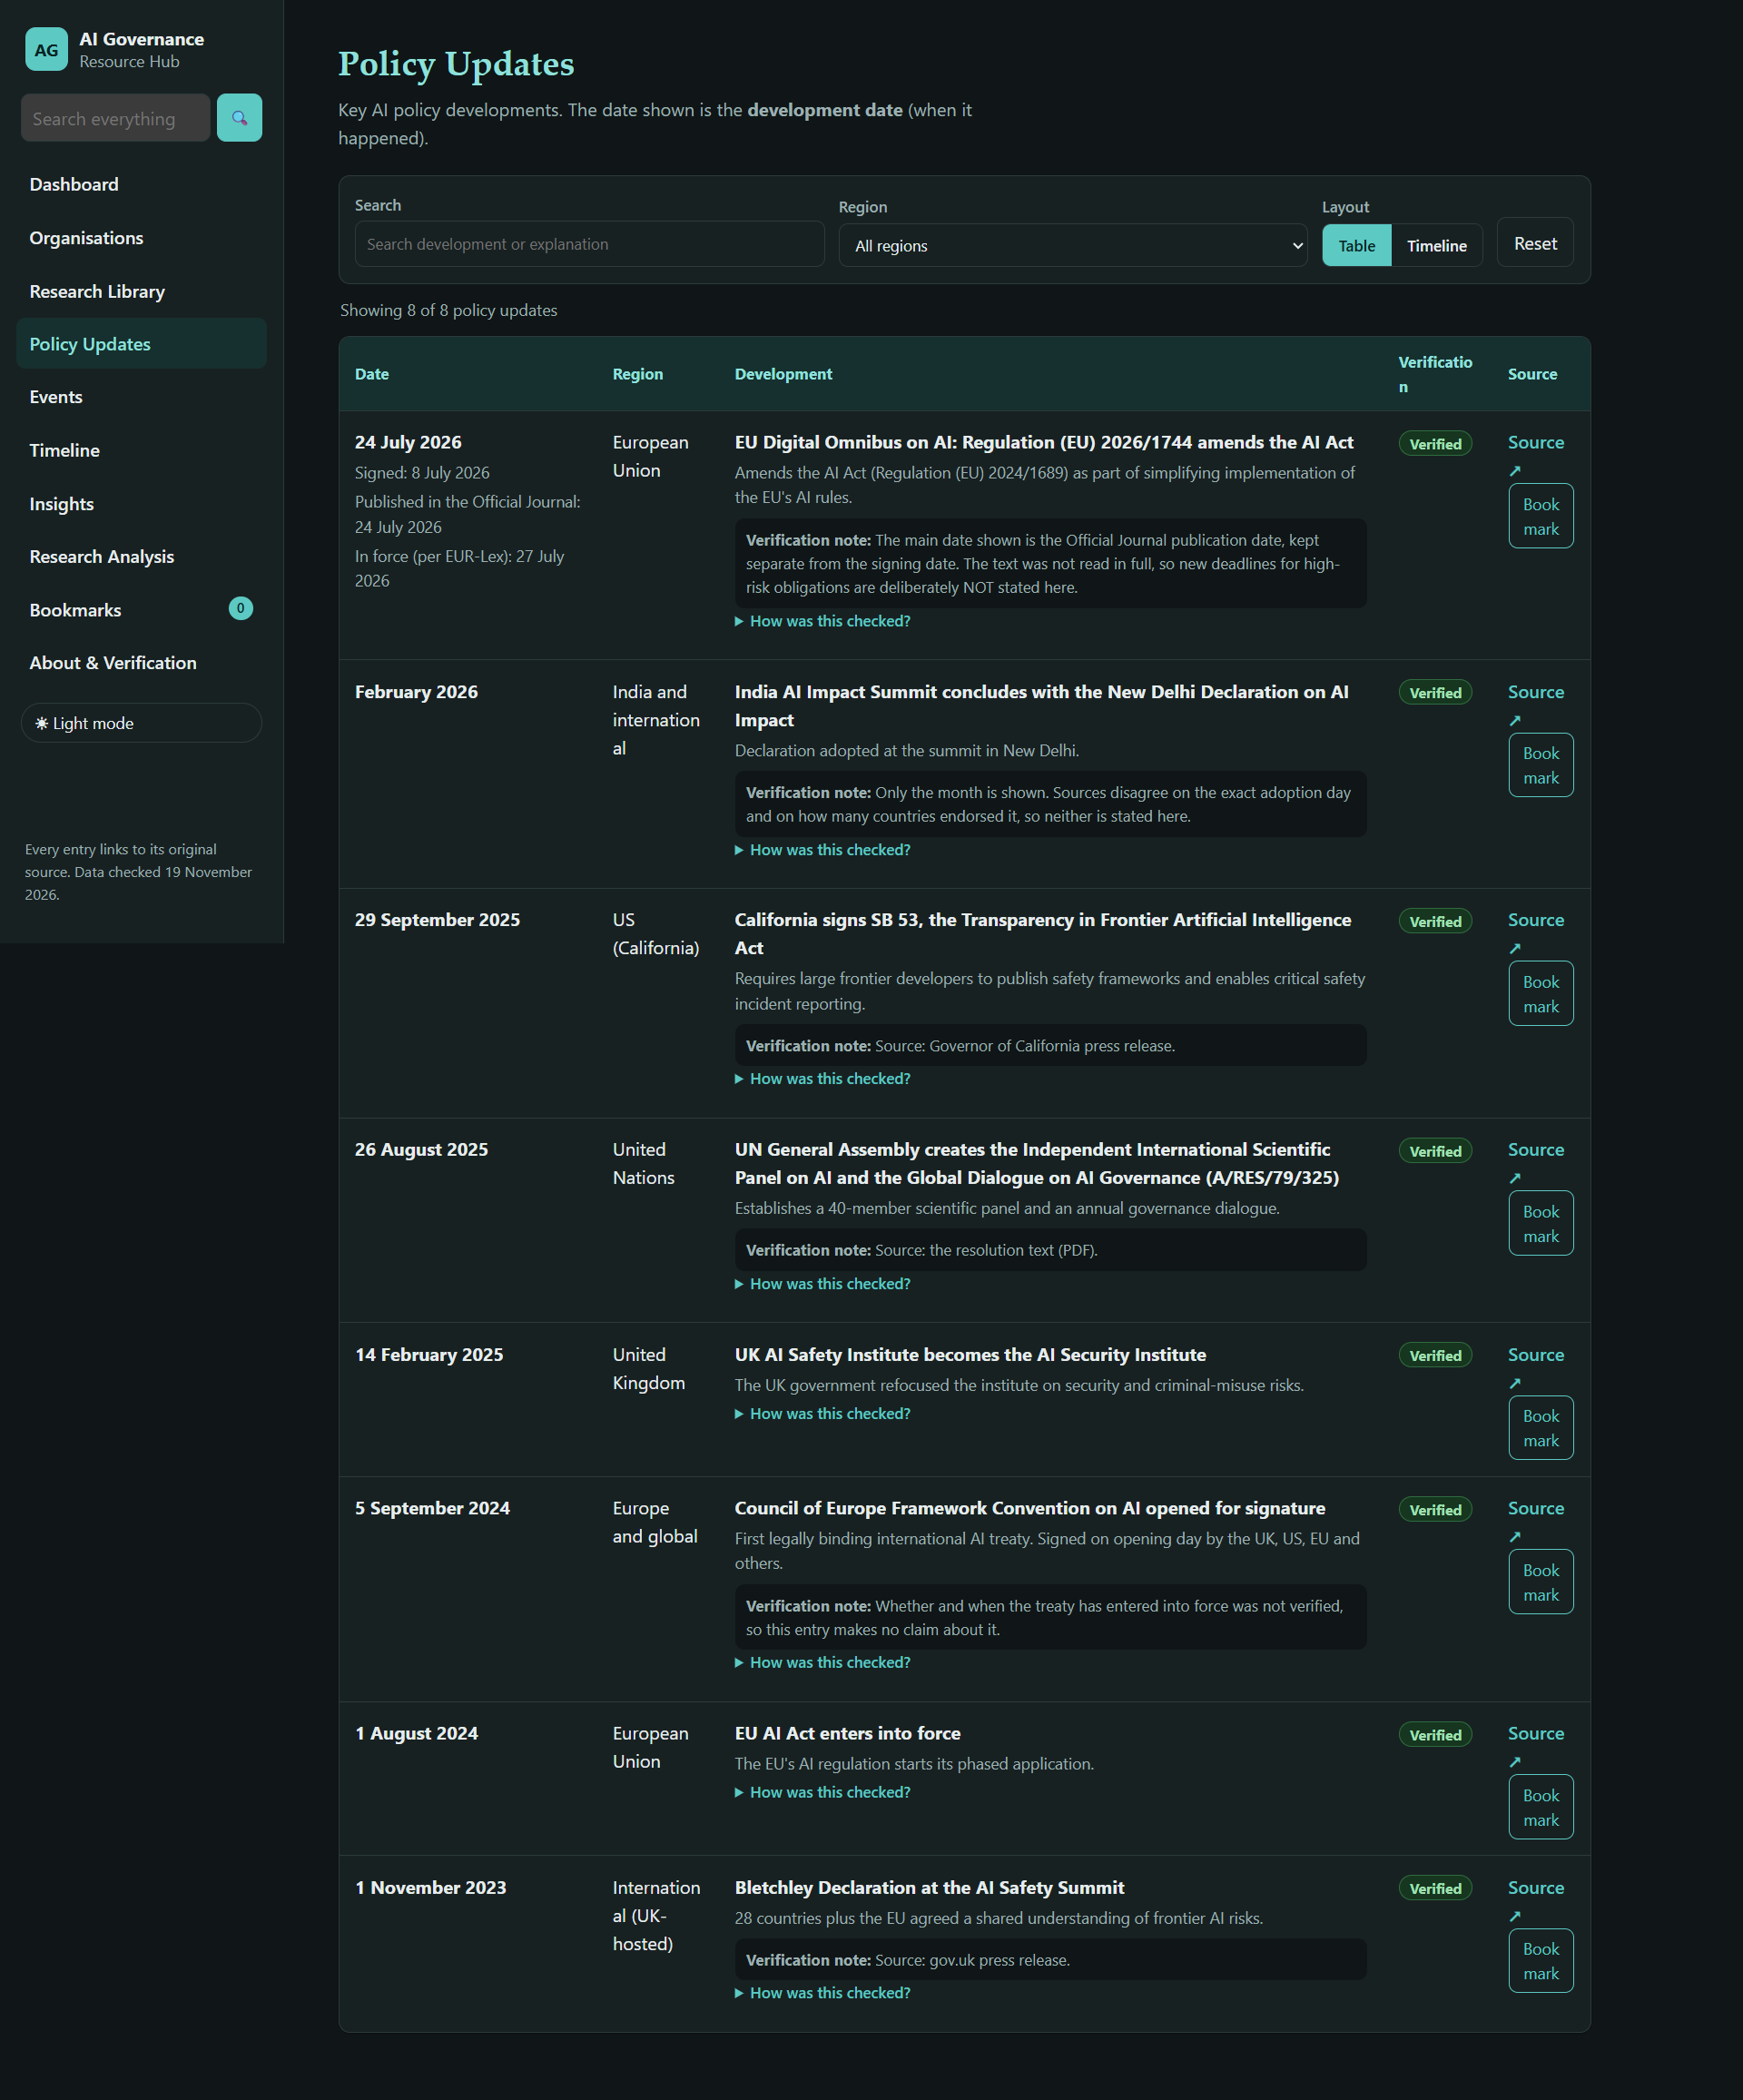 AG
AI Governance
Resource Hub
Search everything
Dashboard
Organisations
Research Library
Policy Updates
Events
Timeline
Insights
Research Analysis
Bookmarks 0
About & Verification
☀ Light mode
Every entry links to its original
source. Data checked 19 November
2026.
Policy Updates
Key AI policy developments. The date shown is the development date (when it
happened).
Search
Search development or explanation
Region
All regions
Layout
Table Timeline
Reset
Showing 8 of 8 policy updates
Date Region Development Verificatio
n
Source
24 July 2026
Signed: 8 July 2026
Published in the Official Journal:
24 July 2026
In force (per EUR-Lex): 27 July
2026
European
Union
EU Digital Omnibus on AI: Regulation (EU) 2026/1744 amends the AI Act
Amends the AI Act (Regulation (EU) 2024/1689) as part of simplifying implementation of
the EU's AI rules.
Verification note: The main date shown is the Official Journal publication date, kept
separate from the signing date. The text was not read in full, so new deadlines for high-
risk obligations are deliberately NOT stated here.
▶ How was this checked?
Verified
Source
↗
Book
mark
February 2026
India and
internation
al
India AI Impact Summit concludes with the New Delhi Declaration on AI
Impact
Declaration adopted at the summit in New Delhi.
Verification note: Only the month is shown. Sources disagree on the exact adoption day
and on how many countries endorsed it, so neither is stated here.
▶ How was this checked?
Verified
Source
↗
Book
mark
29 September 2025
US
(California)
California signs SB 53, the Transparency in Frontier Artificial Intelligence
Act
Requires large frontier developers to publish safety frameworks and enables critical safety
incident reporting.
Verification note: Source: Governor of California press release.
▶ How was this checked?
Verified
Source
↗
Book
mark
26 August 2025
United
Nations
UN General Assembly creates the Independent International Scientific
Panel on AI and the Global Dialogue on AI Governance (A/RES/79/325)
Establishes a 40-member scientific panel and an annual governance dialogue.
Verification note: Source: the resolution text (PDF).
▶ How was this checked?
Verified
Source
↗
Book
mark
14 February 2025
United
Kingdom
UK AI Safety Institute becomes the AI Security Institute
The UK government refocused the institute on security and criminal-misuse risks.
▶ How was this checked?
Verified
Source
↗
Book
mark
5 September 2024
Europe
and global
Council of Europe Framework Convention on AI opened for signature
First legally binding international AI treaty. Signed on opening day by the UK, US, EU and
others.
Verification note: Whether and when the treaty has entered into force was not verified,
so this entry makes no claim about it.
▶ How was this checked?
Verified
Source
↗
Book
mark
1 August 2024
European
Union
EU AI Act enters into force
The EU's AI regulation starts its phased application.
▶ How was this checked?
Verified
Source
↗
Book
mark
1 November 2023
Internation
al (UK-
hosted)
Bletchley Declaration at the AI Safety Summit
28 countries plus the EU agreed a shared understanding of frontier AI risks.
Verification note: Source: gov.uk press release.
▶ How was this checked?
Verified
Source
↗
Book
mark